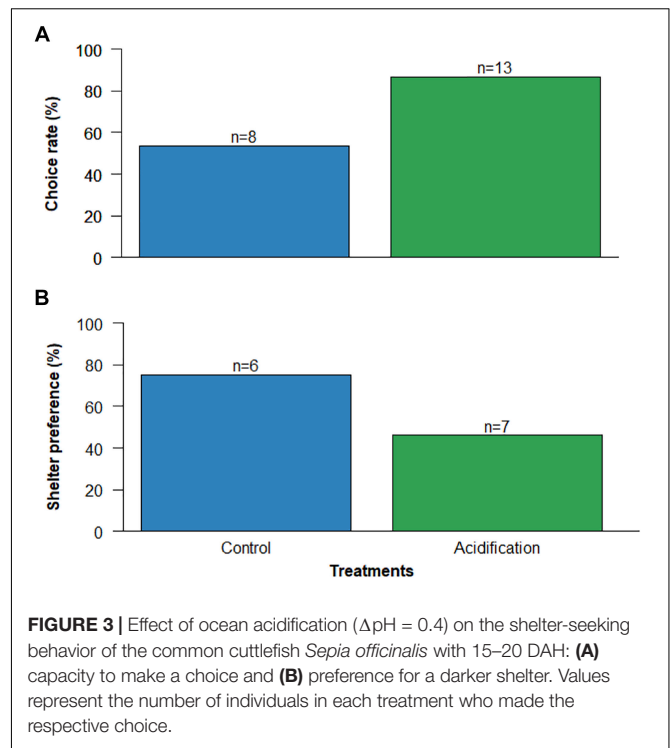 A
100
80
60
40
20
0
Choice rate (%)
n=8
n=13
B
100
80
60
40
20
0
Shelter preference (%)
n=6
n=7
Control
Acidification
Treatments
FIGURE 3 | Effect of ocean acidification (ΔpH = 0.4) on the shelter-seeking
behavior of the common cuttlefish Sepia officinalis with 15–20 DAH: (A)
capacity to make a choice and (B) preference for a darker shelter. Values
represent the number of individuals in each treatment who made the
respective choice.